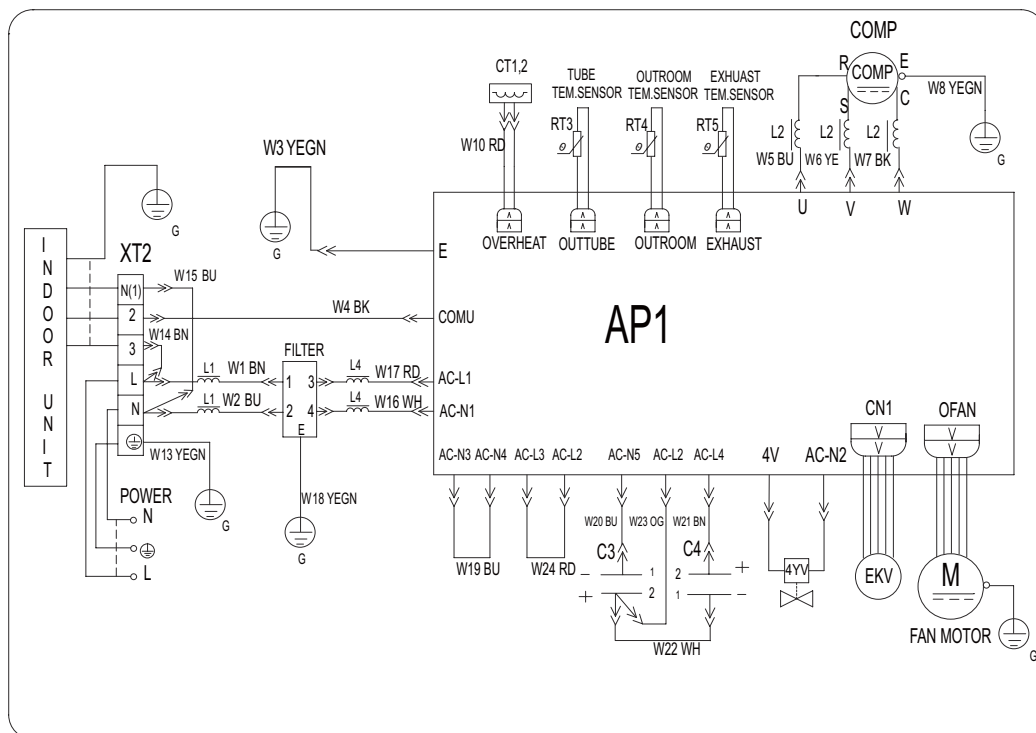 COMP
CT1,2
TUBE TEM.SENSOR
OUTROOM TEM.SENSOR
EXHUAST TEM.SENSOR
R
COMP
E
W8 YEGN
S
C
RT3
θ
RT4
θ
RT5
θ
L2
L2
L2
W10 RD
W5 BU
W6 YE
W7 BK
G
W3 YEGN
G
G
U
V
W
OVERHEAT
OUTTUBE
OUTROOM
EXHAUST
INDOOR UNIT
XT2
E
W15 BU
N(1)
2
W4 BK
COMU
AP1
W14 BN
3
FILTER
L
L1
W1 BN
1
3
L4
W17 RD
AC-L1
N
L1
W2 BU
2
4
L4
W16 WH
AC-N1
E
CN1
OFAN
V
V
V
V
W13 YEGN
G
AC-N3
AC-N4
AC-L3
AC-L2
AC-N5
AC-L2
AC-L4
4V
AC-N2
POWER
N
L
W18 YEGN
G
W20 BU
W23 OG
W21 BN
W19 BU
W24 RD
C3
C4
-
1
+
2
2
+
1
-
W22 WH
4YV
EKV
M
FAN MOTOR
G